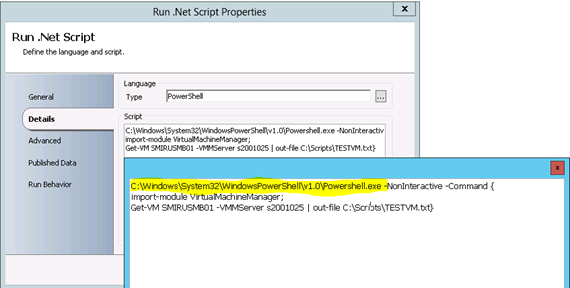 Run .Net Script Properties
x
Run .Net Script
Define the language and script.
General
Details
Advanced
Published Data
Run Behavior
Language
Type
PowerShell
...
Script
C:\Windows\System32\WindowsPowerShell\v1.0\Powershell.exe -NonInteractiv
import-module VirtualMachineManager;
Get-VM SMIRUSMB01 -VMMServer s2001025 | out-file C:\Scripts\TESTVM.txt}
x
C:\Windows\System32\WindowsPowerShell\v1.0\Powershell.exe -NonInteractive -Command {
import-module VirtualMachineManager;
Get-VM SMIRUSMB01 -VMMServer s2001025 | out-file C:\Scripts\TESTVM.txt}